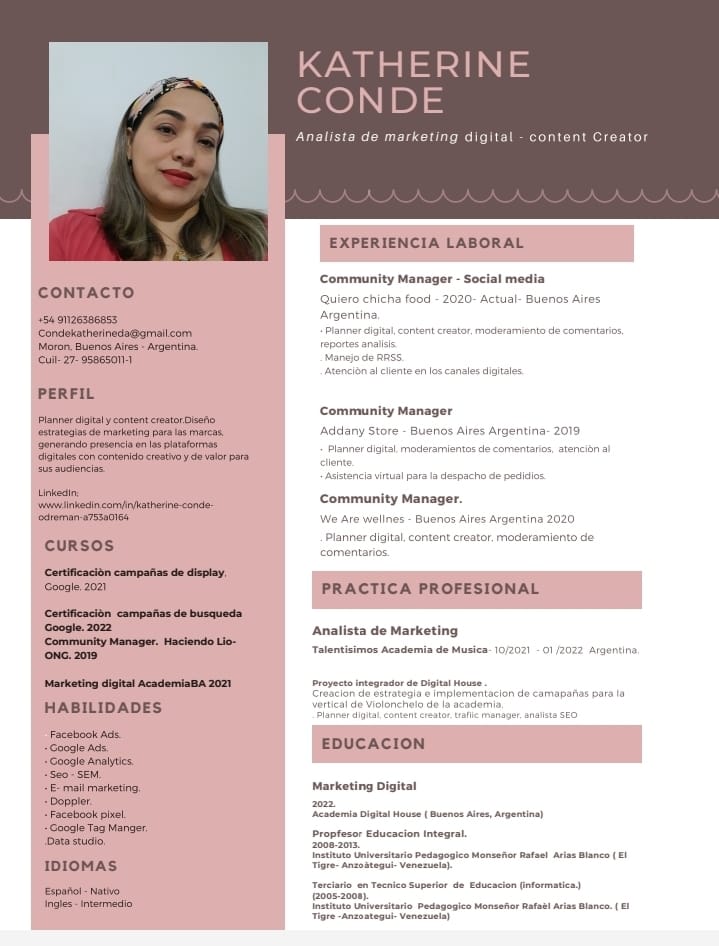 KATHERINE
CONDE
Analista de marketing digital - content Creator
CONTACTO
+54 91126386853
Condekatherineda@gmail.com
Moron, Buenos Aires - Argentina.
Cuil- 27- 95865011-1
PERFIL
Planner digital y content creator.Diseño
estrategias de marketing para las marcas,
generando presencia en las plataformas
digitales con contenido creativo y de valor para
sus audiencias.
LinkedIn;
www.linkedin.com/in/katherine-conde-
odreman-a753a0164
CURSOS
Certificaciòn campañas de display.
Google. 2021
Certificaciòn campañas de busqueda
Google. 2022
Community Manager. Haciendo Lio-
ONG. 2019
Marketing digital AcademiaBA 2021
HABILIDADES
· Facebook Ads.
• Google Ads.
• Google Analytics.
• Seo - SEM.
• E- mail marketing.
• Doppler.
• Facebook pixel.
• Google Tag Manger.
.Data studio.
IDIOMAS
Español - Nativo
Ingles - Intermedio
EXPERIENCIA LABORAL
Community Manager - Social media
Quiero chicha food - 2020- Actual- Buenos Aires
Argentina.
• Planner digital, content creator, moderamiento de comentarios,
reportes analisis.
. Manejo de RRSS.
. Atenciòn al cliente en los canales digitales.
Community Manager
Addany Store - Buenos Aires Argentina- 2019
• Planner digital, moderamientos de comentarios, atenciòn al
cliente.
• Asistencia virtual para la despacho de pedidios.
Community Manager.
We Are wellnes - Buenos Aires Argentina 2020
. Planner digital, content creator, moderamiento de
comentarios.
PRACTICA PROFESIONAL
Analista de Marketing
Talentisimos Academia de Musica- 10/2021 - 01 /2022 Argentina.
Proyecto integrador de Digital House .
Creacion de estrategia e implementacion de camapañas para la
vertical de Violonchelo de la academia.
. Planner digital, content creator, trafiic manager, analista SEO
EDUCACION
Marketing Digital
2022.
Academia Digital House ( Buenos Aires, Argentina)
Propfesor Educacion Integral.
2008-2013.
Instituto Universitario Pedagogico Monseñor Rafael Arias Blanco ( El
Tigre- Anzoàtegui- Venezuela).
Terciario en Tecnico Superior de Educacion (informatica.)
(2005-2008).
Instituto Universitario Pedagogico Monseñor Rafaèl Arias Blanco. ( El
Tigre -Anzoategui- Venezuela)